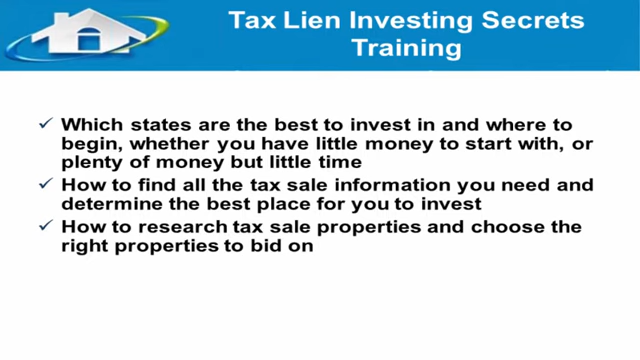 Tax Lien Investing Secrets
Training
✓ Which states are the best to invest in and where to
begin, whether you have little money to start with, or
plenty of money but little time
✓ How to find all the tax sale information you need and
determine the best place for you to invest
✓ How to research tax sale properties and choose the
right properties to bid on